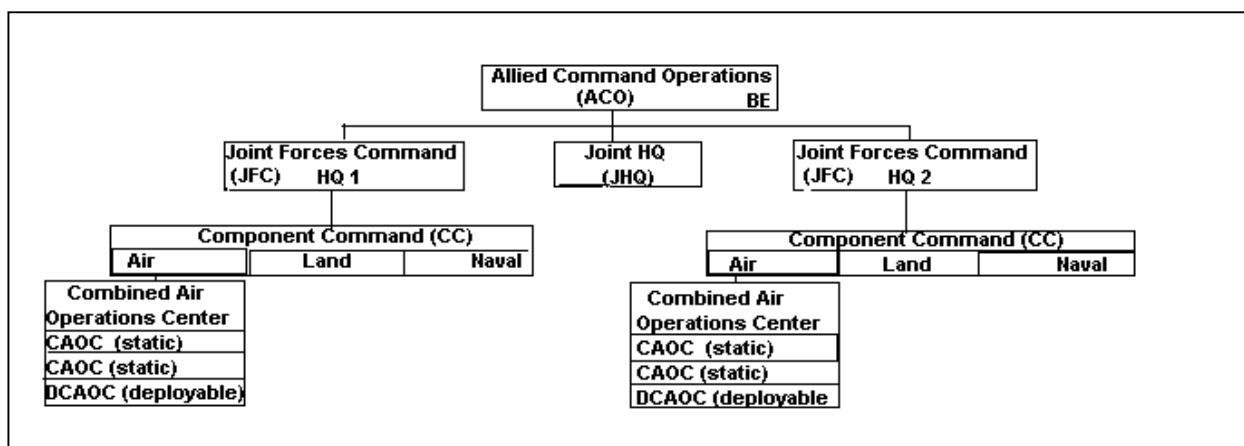 Allied Command Operations
(ACO) BE
Joint Forces Command
(JFC) HQ 1
Joint HQ
(JHQ)
Joint Forces Command
(JFC) HQ 2
Component Command (CC)
Air Land Naval
Combined Air
Operations Center
CAOC (static)
CAOC (static)
DCAOC (deployable)
Component Command (CC)
Air Land Naval
Combined Air
Operations Center
CAOC (static)
CAOC (static)
DCAOC (deployable